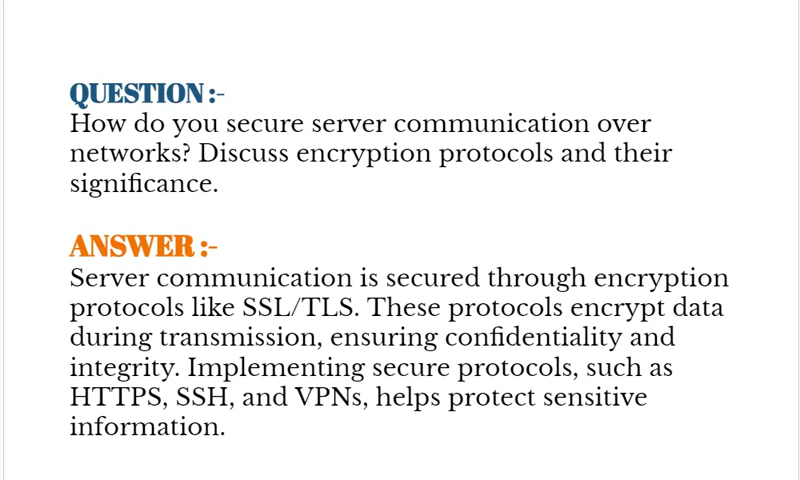 QUESTION :-
How do you secure server communication over
networks? Discuss encryption protocols and their
significance.
ANSWER :-
Server communication is secured through encryption
protocols like SSL/TLS. These protocols encrypt data
during transmission, ensuring confidentiality and
integrity. Implementing secure protocols, such as
HTTPS, SSH, and VPNs, helps protect sensitive
information.